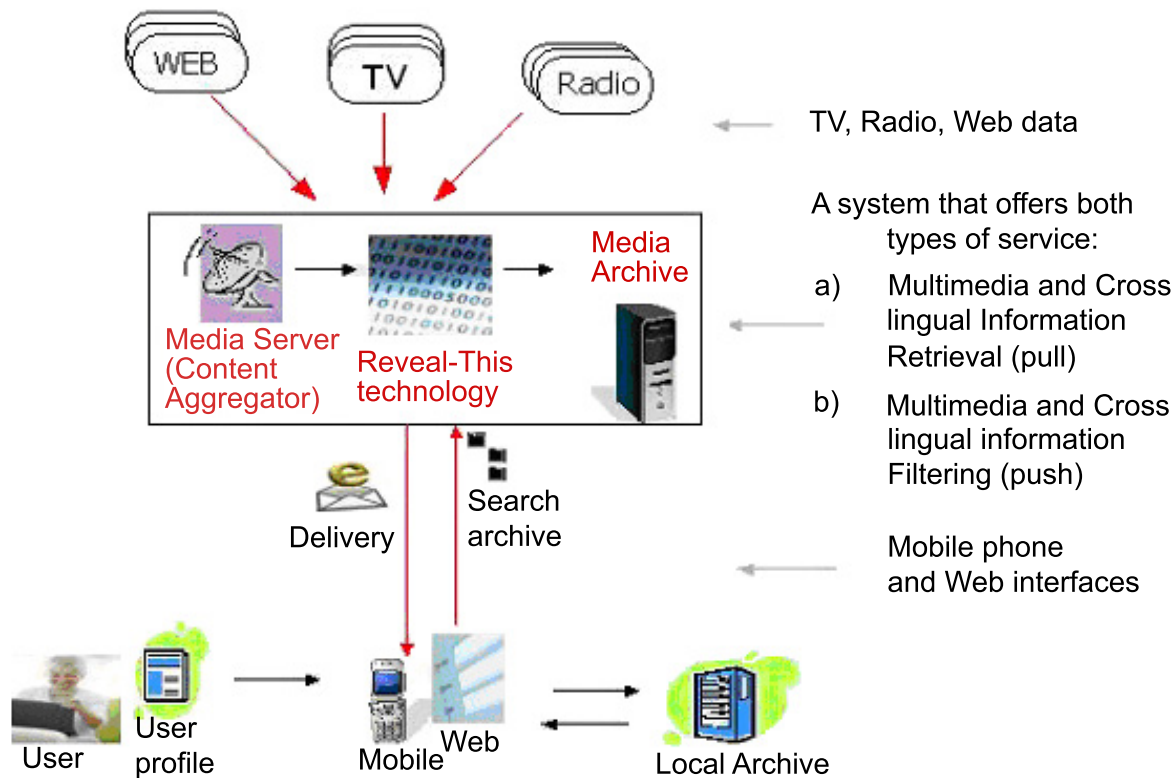 WEB
TV
Radio
TV, Radio, Web data
A system that offers both
types of service:
a) Multimedia and Cross
lingual Information
Retrieval (pull)
b) Multimedia and Cross
lingual information
Filtering (push)
Media
Archive
Media Server
(Content
Aggregator)
Reveal-This
technology
Delivery
Search
archive
Mobile phone
and Web interfaces
User
User
profile
Mobile
Web
Local Archive